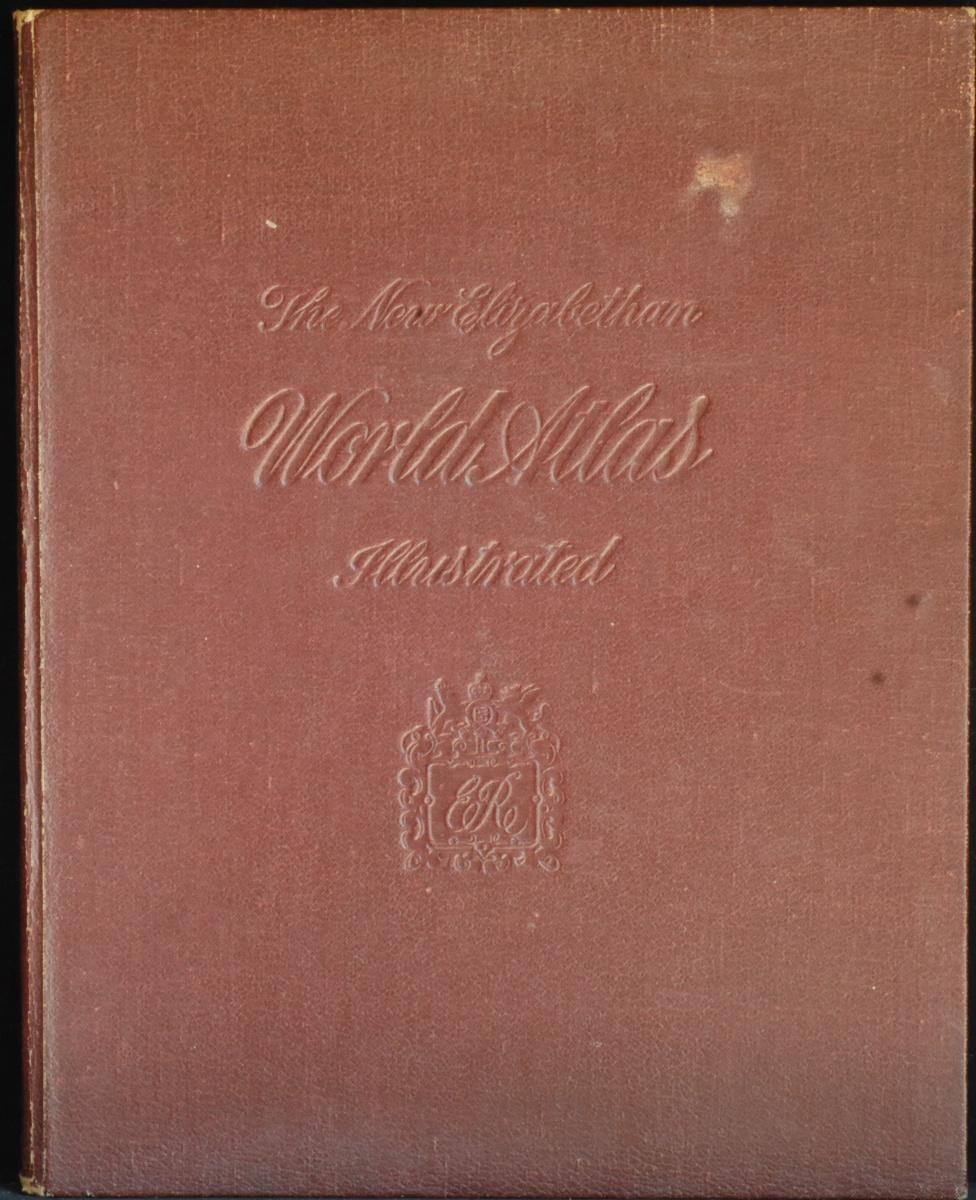 The New Elizabethan
World Atlas
Illustrated
ER